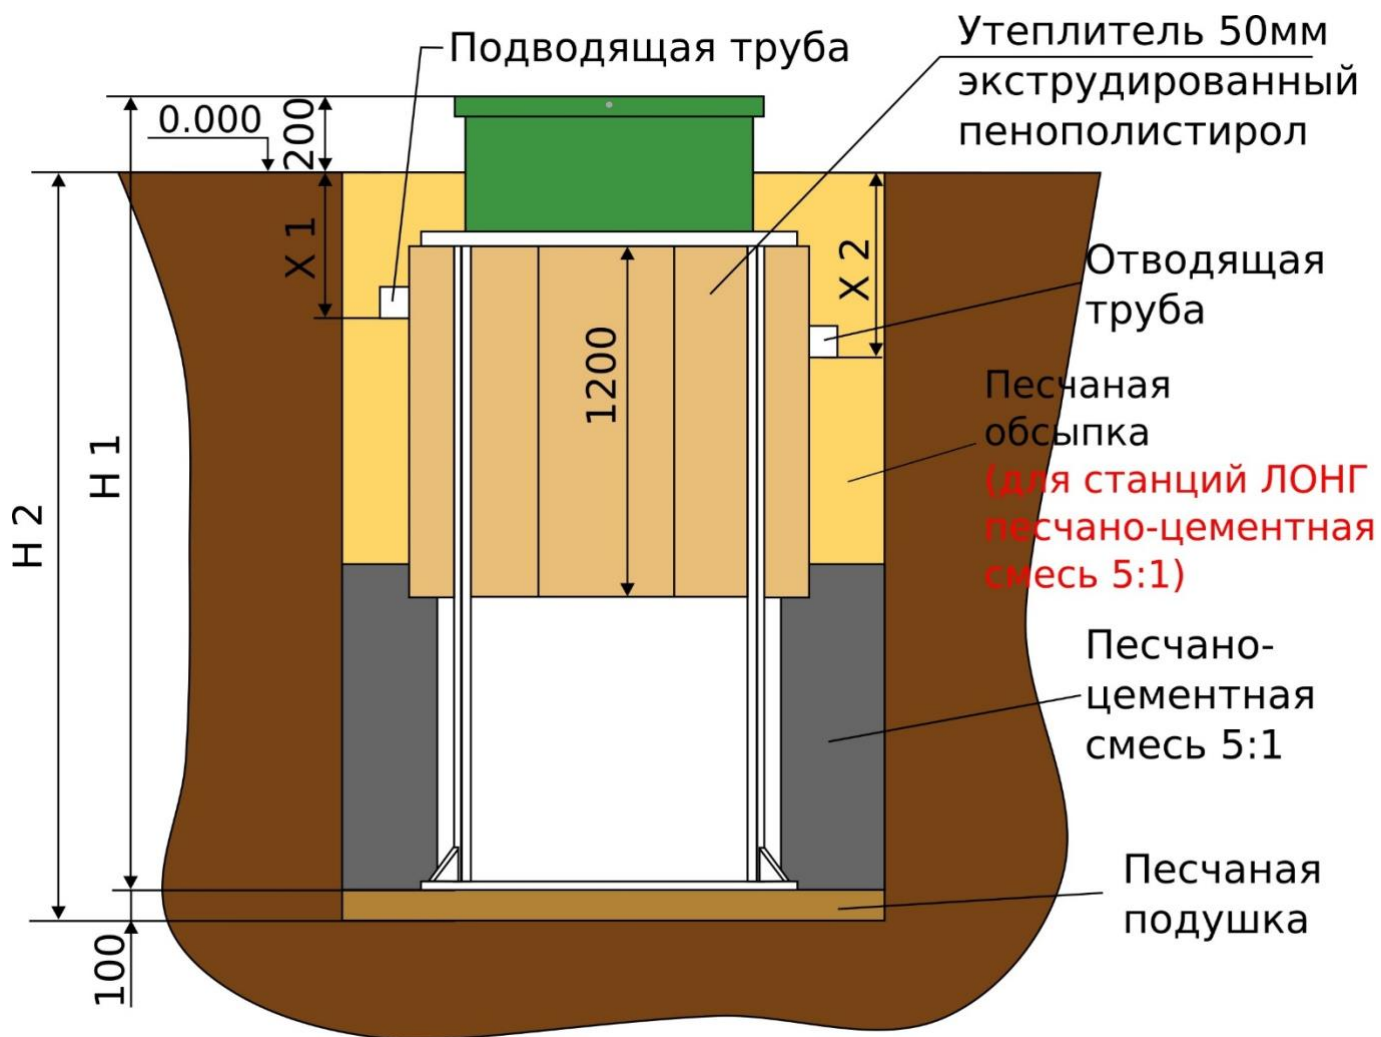 Подводящая труба
Утеплитель 50мм
экструдированный
пенополистирол
0.000
200
X 1
X 2
Отводящая
труба
1200
Песчаная
обсыпка
(для станций ЛОНГ
песчано-цементная
смесь 5:1)
H 1
H 2
Песчано-
цементная
смесь 5:1
Песчаная
подушка
100